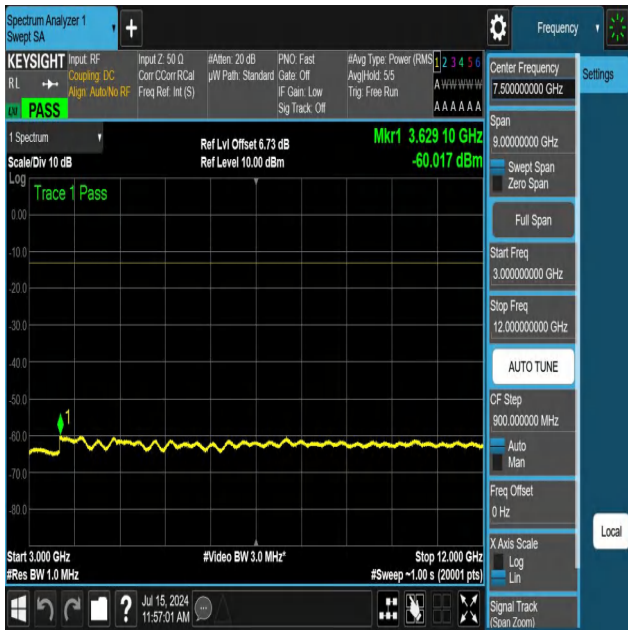 Spectrum Analyzer 1
Swept SA
Frequency
KEYSIGHT
RL
PASS
Input: RF
Coupling: DC
Align: Auto/No RF
Input Z: 50 Ω
Corr CCorr RCal
Freq Ref: Int (S)
#Atten: 20 dB
µW Path: Standard
PNO: Fast
Gate: Off
IF Gain: Low
Sig Track: Off
#Avg Type: Power (RMS
Avg|Hold: 5/5
Trig: Free Run
1 2 3 4 5 6
A W W W W W
A A A A A A
1 Spectrum
Scale/Div 10 dB
Ref Lvl Offset 6.73 dB
Ref Level 10.00 dBm
Mkr1 3.629 10 GHz
-60.017 dBm
Log
Trace 1 Pass
0.00
-10.0
-20.0
-30.0
-40.0
-50.0
-60.0
-70.0
-80.0
1
Start 3.000 GHz
#Res BW 1.0 MHz
#Video BW 3.0 MHz*
Stop 12.000 GHz
#Sweep ~1.00 s (20001 pts)
Jul 15, 2024
11:57:01 AM
Center Frequency
7.500000000 GHz
Settings
Span
9.00000000 GHz
Swept Span
Zero Span
Full Span
Start Freq
3.000000000 GHz
Stop Freq
12.000000000 GHz
AUTO TUNE
CF Step
900.000000 MHz
Auto
Man
Freq Offset
0 Hz
X Axis Scale
Log
Lin
Local
Signal Track
(Span Zoom)